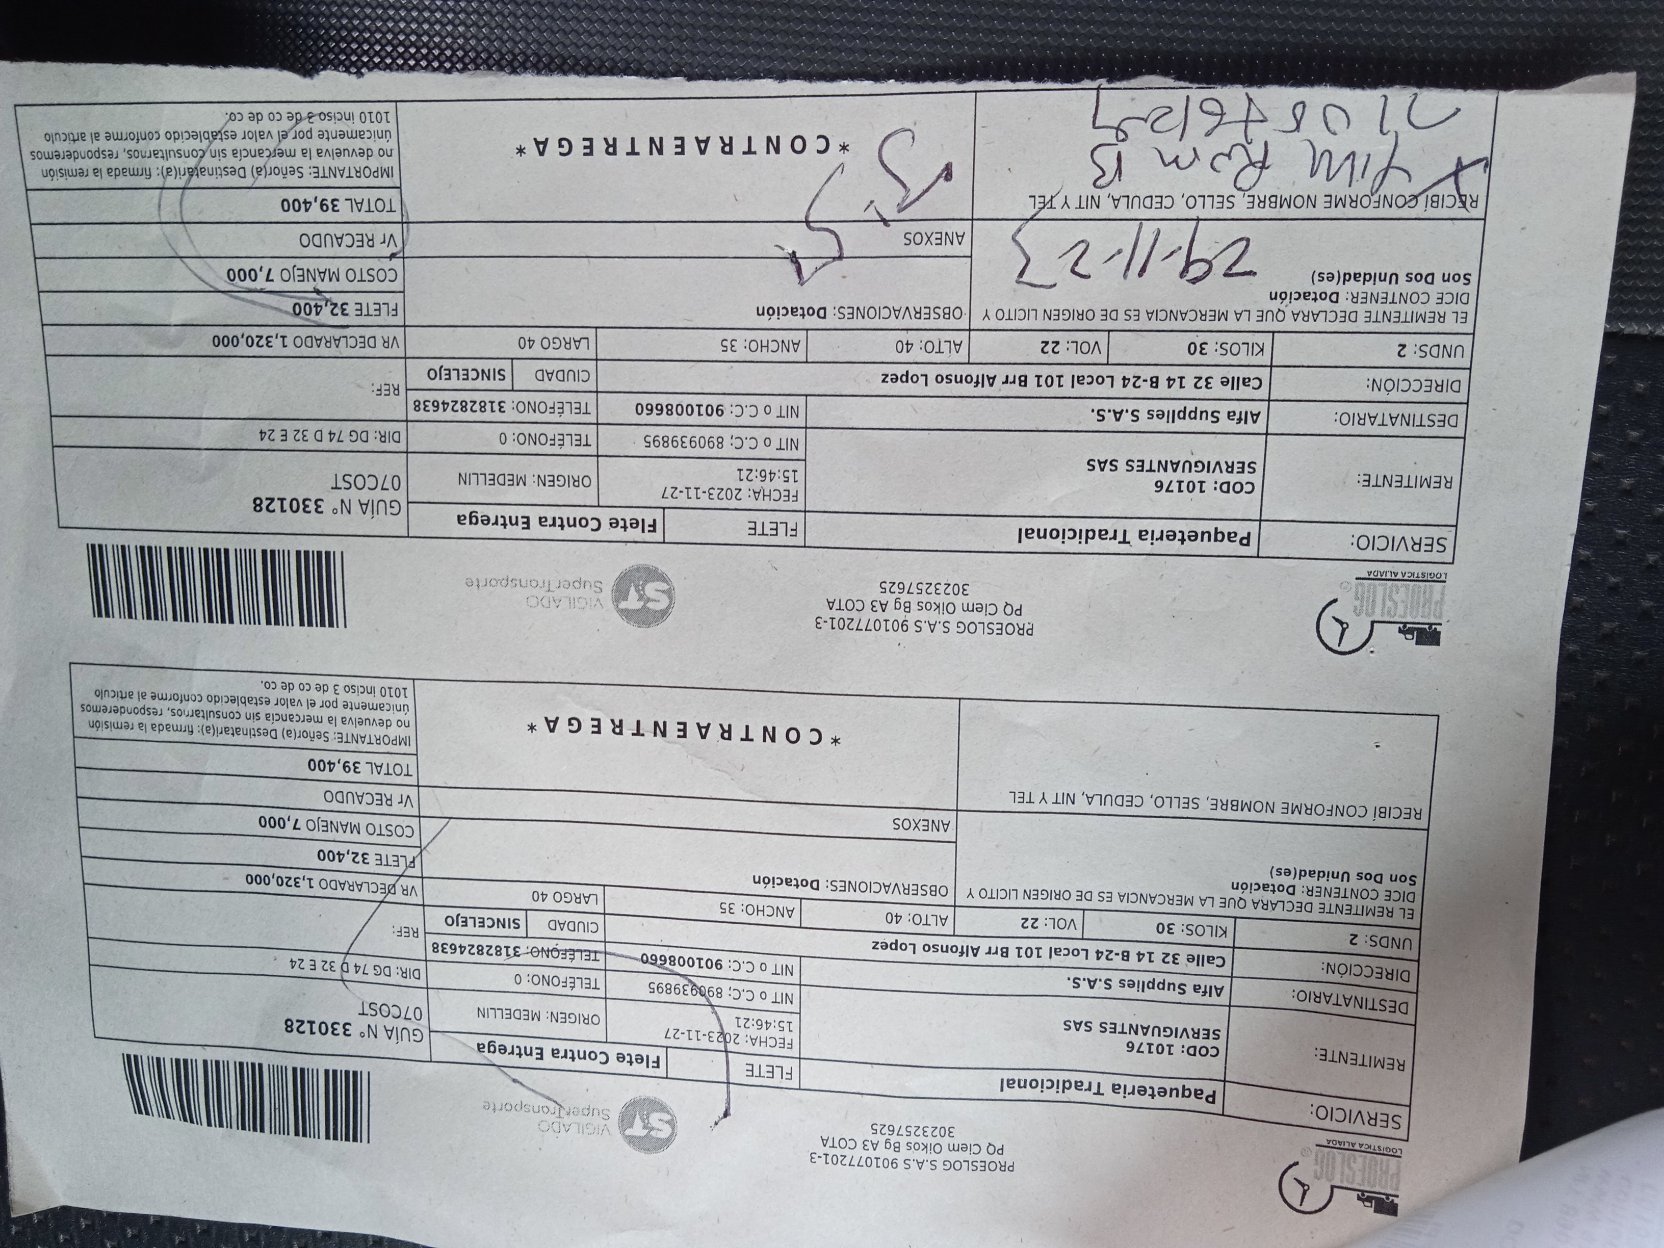 PROESLOG
LOGISTICA ALIADA
PROESLOG S.A.S 901077201-3
PQ Clem Oikos Bg A3 COTA
3023257625
ST
VIGILADO
SuperTransporte
SERVICIO:
Paqueteria Tradicional
FLETE
Flete Contra Entrega
GUÍA N° 330128
07COST
REMITENTE:
COD: 10176
SERVIGUANTES SAS
FECHA: 2023-11-27
15:46:21
ORIGEN: MEDELLIN
NIT o C.C; 890939895
TELÉFONO: 0
DIR: DG 74 D 32 E 24
DESTINATARIO:
Alfa Supplies S.A.S.
NIT o C.C: 901008660
TELÉFONO: 3182824638
REF:
DIRECCIÓN:
Calle 32 14 B-24 Local 101 Brr Alfonso Lopez
CIUDAD
SINCELEJO
UNDS: 2
KILOS: 30
VOL: 22
ALTO: 40
ANCHO: 35
LARGO 40
VR DECLARADO 1,320,000
EL REMITENTE DECLARA QUE LA MERCANCIA ES DE ORIGEN LICITO Y
DICE CONTENER: Dotación
Son Dos Unidad(es)
OBSERVACIONES: Dotación
FLETE 32,400
COSTO MANEJO 7,000
ANEXOS
Vr RECAUDO
RECIBÍ CONFORME NOMBRE, SELLO, CEDULA, NIT Y TEL
*CONTRAENTREGA*
TOTAL 39,400
IMPORTANTE: Señor(a) Destinatari(a): firmada la remisión
no devuelva la mercancía sin consultarnos, responderemos
únicamente por el valor establecido conforme al artículo
1010 inciso 3 de co de co.
PROESLOG
LOGISTICA ALIADA
PROESLOG S.A.S 901077201-3
PQ Clem Oikos Bg A3 COTA
3023257625
ST
VIGILADO
SuperTransporte
SERVICIO:
Paqueteria Tradicional
FLETE
Flete Contra Entrega
GUÍA N° 330128
07COST
REMITENTE:
COD: 10176
SERVIGUANTES SAS
FECHA: 2023-11-27
15:46:21
ORIGEN: MEDELLIN
NIT o C.C; 890939895
TELÉFONO: 0
DIR: DG 74 D 32 E 24
DESTINATARIO:
Alfa Supplies S.A.S.
NIT o C.C: 901008660
TELÉFONO: 3182824638
REF:
DIRECCIÓN:
Calle 32 14 B-24 Local 101 Brr Alfonso Lopez
CIUDAD
SINCELEJO
UNDS: 2
KILOS: 30
VOL: 22
ALTO: 40
ANCHO: 35
LARGO 40
VR DECLARADO 1,320,000
EL REMITENTE DECLARA QUE LA MERCANCIA ES DE ORIGEN LICITO Y
DICE CONTENER: Dotación
Son Dos Unidad(es)
29-11-23
OBSERVACIONES: Dotación
FLETE 32,400
COSTO MANEJO 7,000
ANEXOS
Vr RECAUDO
RECIBÍ CONFORME NOMBRE, SELLO, CEDULA, NIT Y TEL
*CONTRAENTREGA*
TOTAL 39,400
IMPORTANTE: Señor(a) Destinatari(a): firmada la remisión
no devuelva la mercancía sin consultarnos, responderemos
únicamente por el valor establecido conforme al artículo
1010 inciso 3 de co de co.